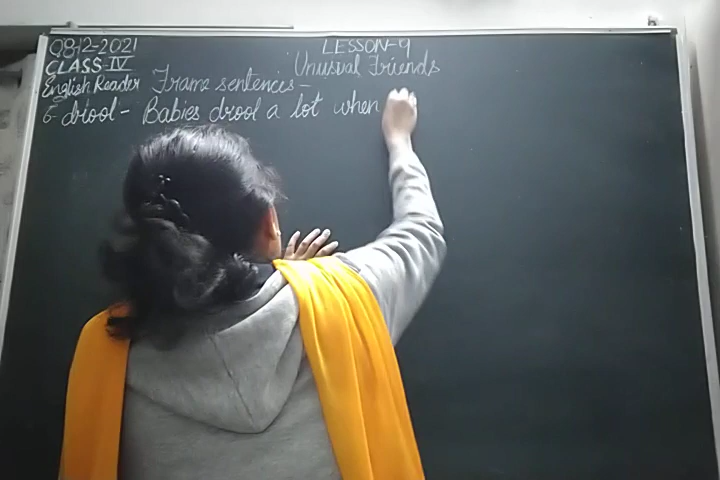 08-12-2021 LESSON-9
CLASS-IV Unusual Friends
English Reader Frame sentences-
6- drool - Babies drool a lot when